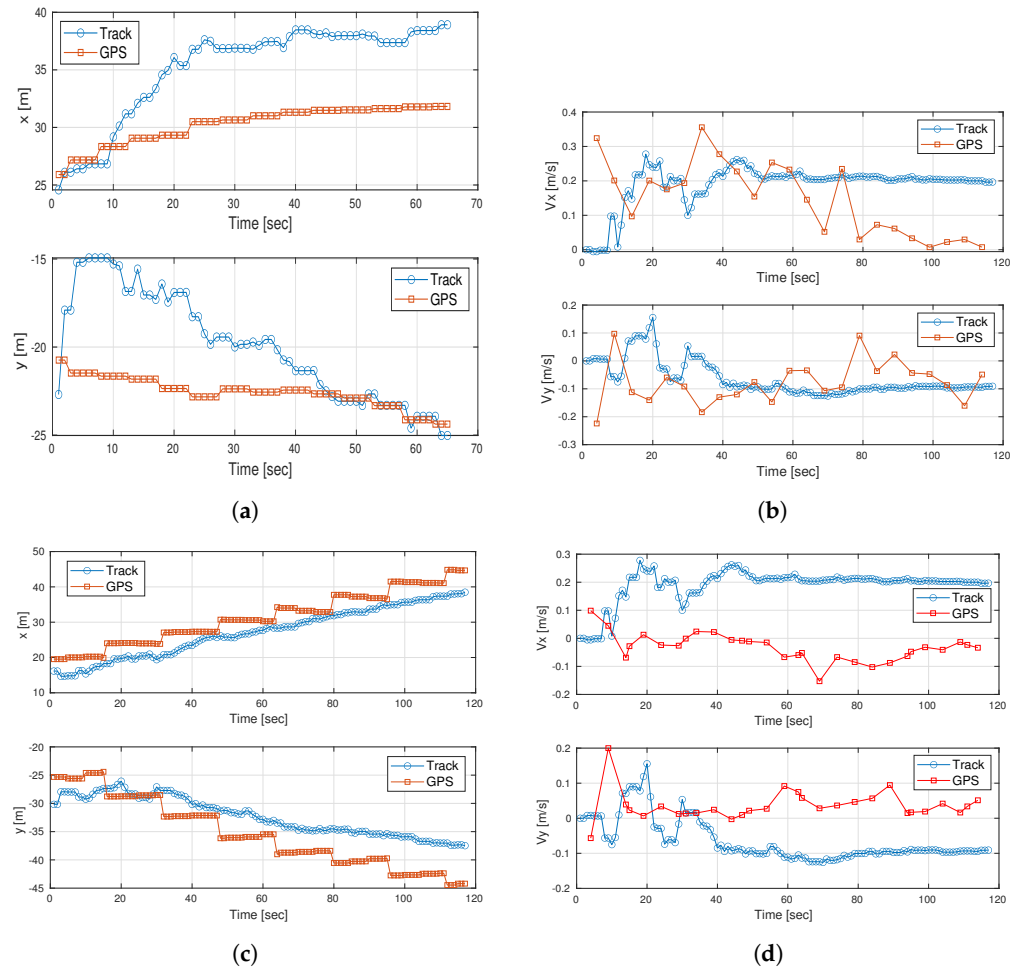 40
35
30
25
x [m]
Track
GPS
0 10 20 30 40 50 60 70
Time [sec]
-15
-20
-25
y [m]
Track
GPS
0 10 20 30 40 50 60 70
Time [sec]
(a)
0.4
0.3
0.2
0.1
0
Vx [m/s]
Track
GPS
0 20 40 60 80 100 120
Time [sec]
0.2
0.1
0
-0.1
-0.2
-0.3
Vy [m/s]
Track
GPS
0 20 40 60 80 100 120
Time [sec]
(b)
50
40
30
20
10
x [m]
Track
GPS
0 20 40 60 80 100 120
Time [sec]
-20
-25
-30
-35
-40
-45
y [m]
Track
GPS
0 20 40 60 80 100 120
Time [sec]
(c)
0.3
0.2
0.1
0
-0.1
-0.2
Vx [m/s]
Track
GPS
0 20 40 60 80 100 120
Time [sec]
0.2
0.1
0
-0.1
-0.2
Vy [m/s]
Track
GPS
0 20 40 60 80 100 120
Time [sec]
(d)